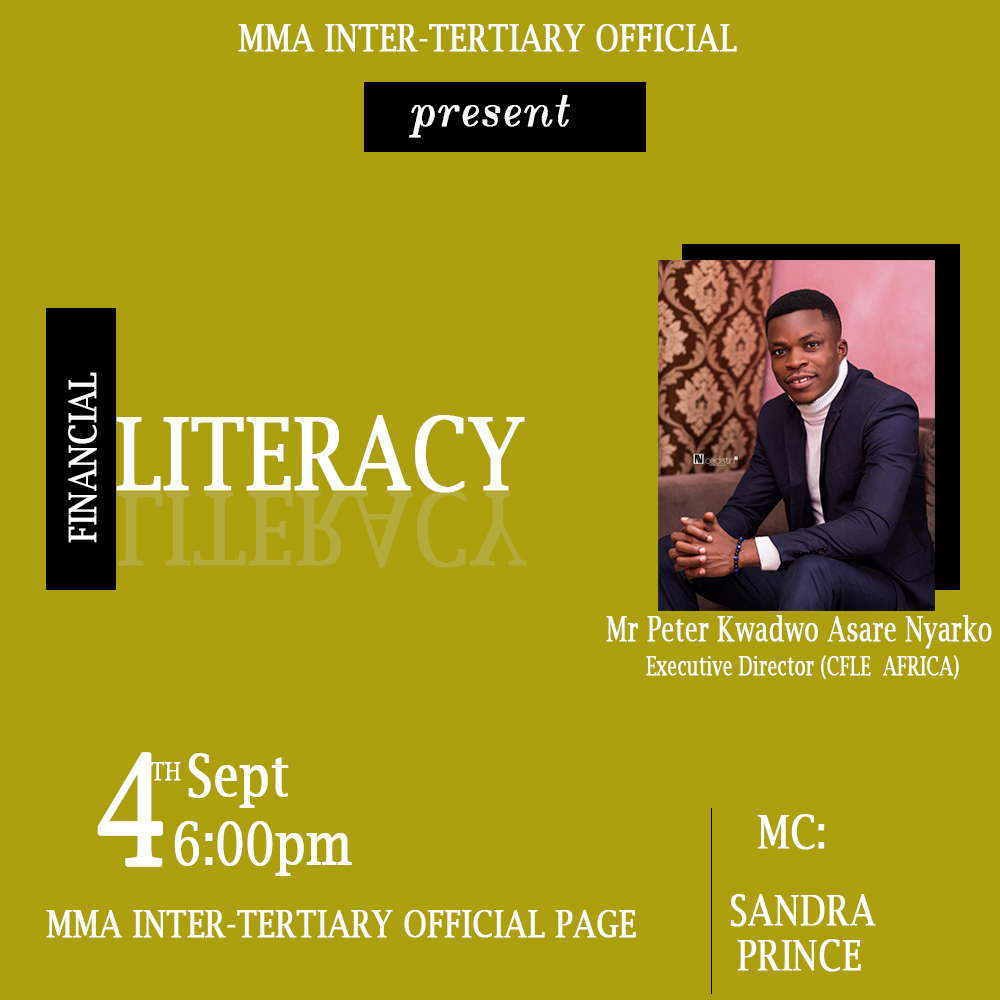 MMA INTER-TERTIARY OFFICIAL
present
FINANCIAL
LITERACY
LITERACY
Mr Peter Kwadwo Asare Nyarko
Executive Director (CFLE AFRICA)
4TH Sept
6:00pm
MMA INTER-TERTIARY OFFICIAL PAGE
MC:
SANDRA
PRINCE